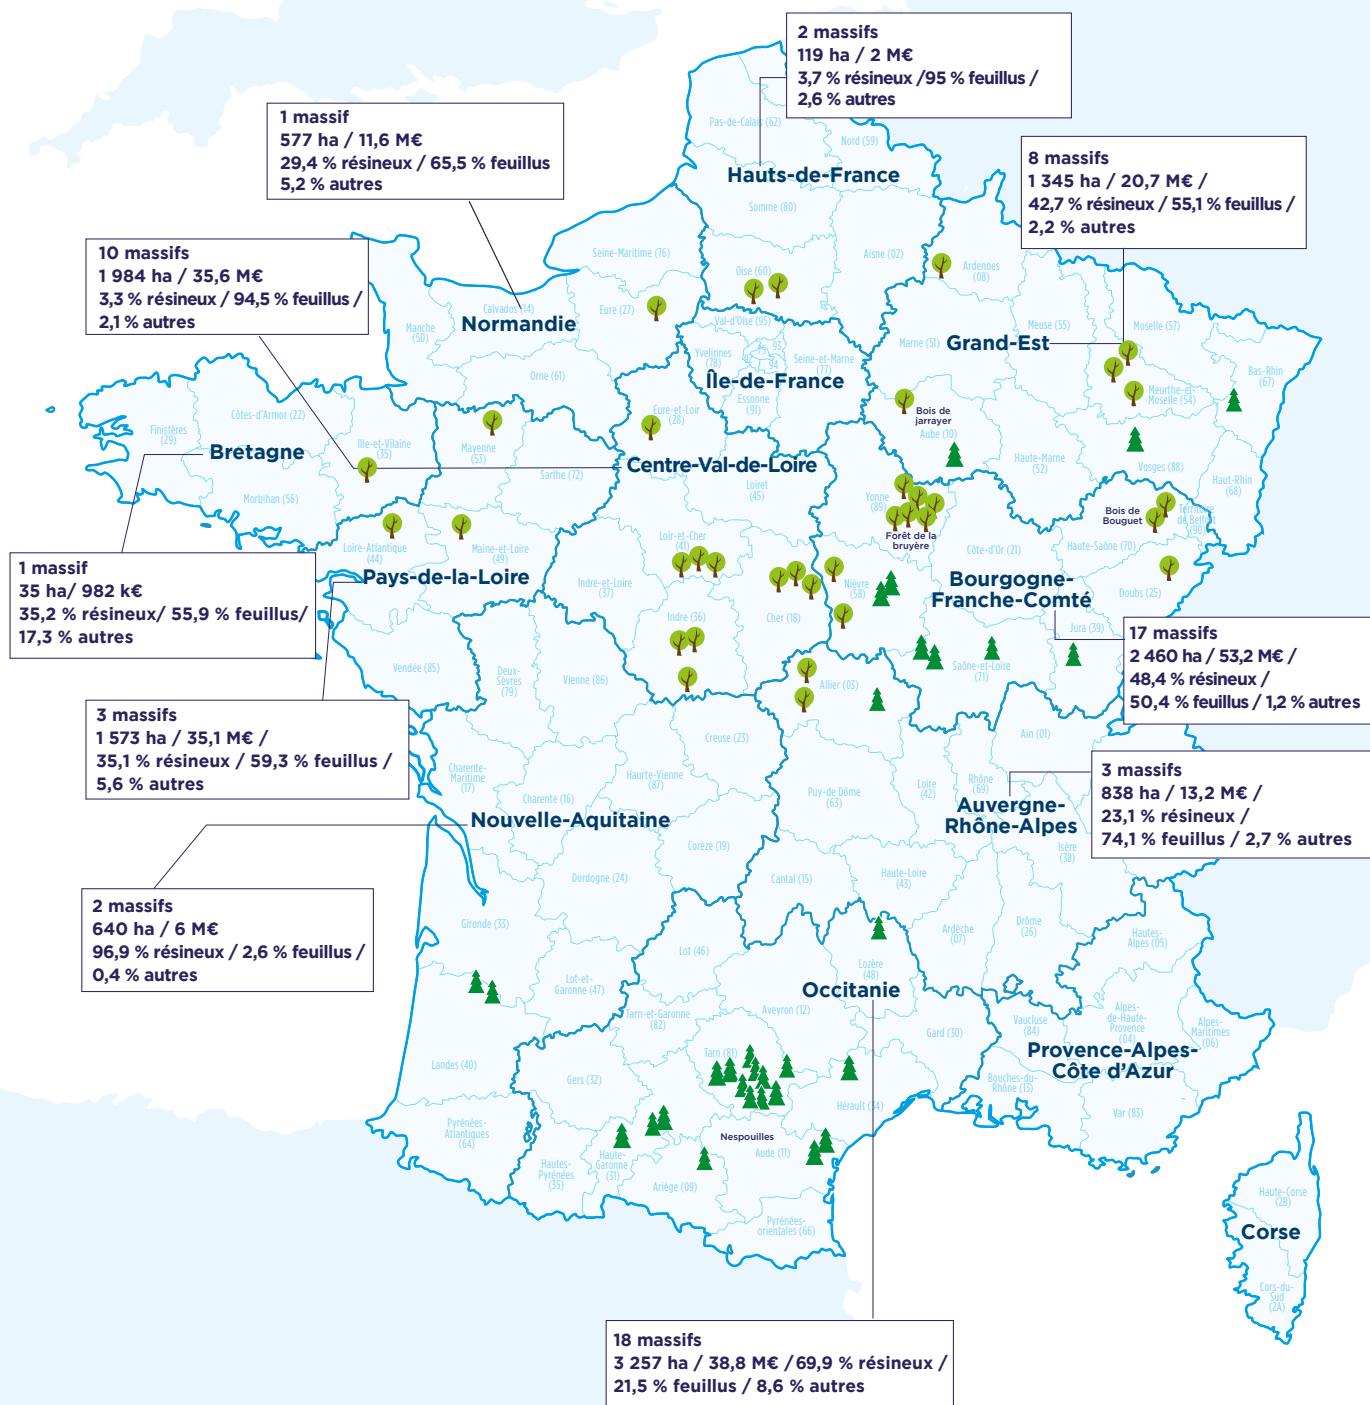 2 massifs
119 ha / 2 M€
3,7 % résineux /95 % feuillus /
2,6 % autres
1 massif
577 ha / 11,6 M€
29,4 % résineux / 65,5 % feuillus
5,2 % autres
8 massifs
1 345 ha / 20,7 M€ /
42,7 % résineux / 55,1 % feuillus /
2,2 % autres
10 massifs
1 984 ha / 35,6 M€
3,3 % résineux / 94,5 % feuillus /
2,1 % autres
Pas-de-Calais (62)
Nord (59)
Hauts-de-France
Somme (80)
Aisne (02)
Oise (60)
Seine-Maritime (76)
Ardennes
(08)
Calvados (14)
Eure (27)
Manche
(50)
Normandie
Orne (61)
Val-d'Oise (95)
Yvelinnes
(78)
92
75
93
94
Seine-et-Marne
(77)
Île-de-France
Essonne
(91)
Marne (51)
Meuse (55)
Moselle (57)
Grand-Est
Bas-Rhin
(67)
Meurthe-et-
Moselle (54)
Bois de
jarrayer
Aube (10)
Haute-Marne
(52)
Vosges (88)
Haut-Rhin
(68)
Finistères
(29)
Côtes-d'Armor (22)
Bretagne
Ille-et-Vilaine
(35)
Morbihan (56)
Mayenne
(53)
Sarthe (72)
Eure-et-Loir
(28)
Centre-Val-de-Loire
Loiret
(45)
Yonne
(89)
Forêt de la
bruyère
Bois de
Bouguet
Territoire
de Belfort
(90)
Haute-Saône (70)
Côte-d'Or (21)
Loire-Atlantique
(44)
Maine-et-Loire
(49)
Pays-de-la-Loire
Loir-et-Cher
(41)
Indre-et-Loire
(37)
Indre (36)
Cher (18)
Nièvre
(58)
Bourgogne-
Franche-Comté
Doubs (25)
Jura (39)
Saône-et-Loire
(71)
1 massif
35 ha/ 982 k€
35,2 % résineux/ 55,9 % feuillus/
17,3 % autres
17 massifs
2 460 ha / 53,2 M€ /
48,4 % résineux /
50,4 % feuillus / 1,2 % autres
Vendée (85)
Deux-
Sèvres
(79)
Vienne (86)
Allier (03)
3 massifs
1 573 ha / 35,1 M€ /
35,1 % résineux / 59,3 % feuillus /
5,6 % autres
Creuse (23)
Charente-
Maritime
(17)
Charente (16)
Haurte-Vienne
(87)
Nouvelle-Aquitaine
Corèze (19)
Dordogne (24)
Puy-de Dôme
(63)
Loire
(42)
Rhône
(69)
Ain (01)
Auvergne-
Rhône-Alpes
Isère
(38)
3 massifs
838 ha / 13,2 M€ /
23,1 % résineux /
74,1 % feuillus / 2,7 % autres
Cantal (15)
Haute-Loire
(43)
Ardèche
(07)
Drôme
(26)
Hautes-
Alpes (05)
2 massifs
640 ha / 6 M€
96,9 % résineux / 2,6 % feuillus /
0,4 % autres
Gironde (33)
Lot-et-
Garonne (47)
Lot (46)
Lozère
(48)
Occitanie
Aveyron (12)
Tarn-et-Garonne
(82)
Tarn (81)
Gard (30)
Vaucluse
(84)
Alpes-
de-Haute-
Provence
(04)
Alpes-
Maritimes
(06)
Provence-Alpes-
Côte d'Azur
Bouches-du-
Rhône (13)
Var (83)
Landes (40)
Gers (32)
Hérault (34)
Pyrénées-
Atlantiques
(64)
Hautes-
Pyrénées
(35)
Haute-
Garonne
(31)
Ariège (09)
Nespouilles
Aude (11)
Pyrénées-
orientales (66)
Haute-Corse
(2B)
Corse
Cors-du-
Sud
(2A)
18 massifs
3 257 ha / 38,8 M€ /69,9 % résineux /
21,5 % feuillus / 8,6 % autres